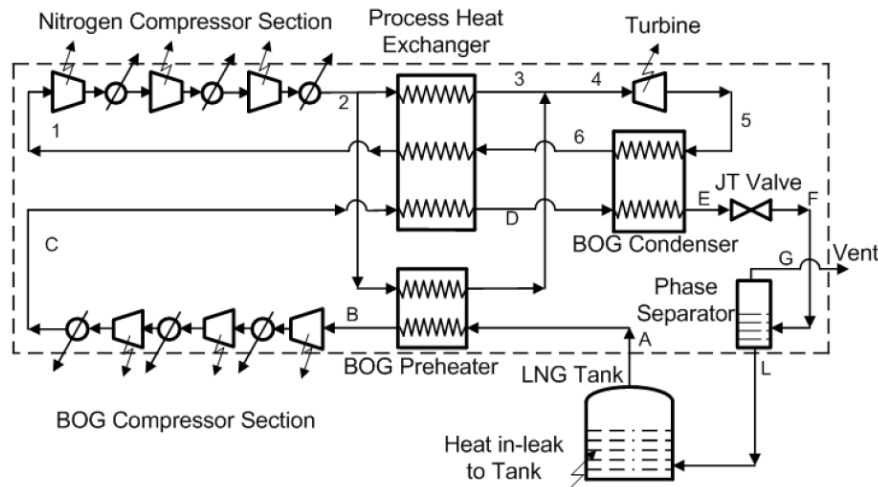 Nitrogen Compressor Section
Process Heat
Exchanger
Turbine
1
2
3
4
5
6
JT Valve
C
D
E
F
BOG Condenser
G
Vent
Phase
Separator
B
A
L
BOG Preheater
LNG Tank
BOG Compressor Section
Heat in-leak
to Tank